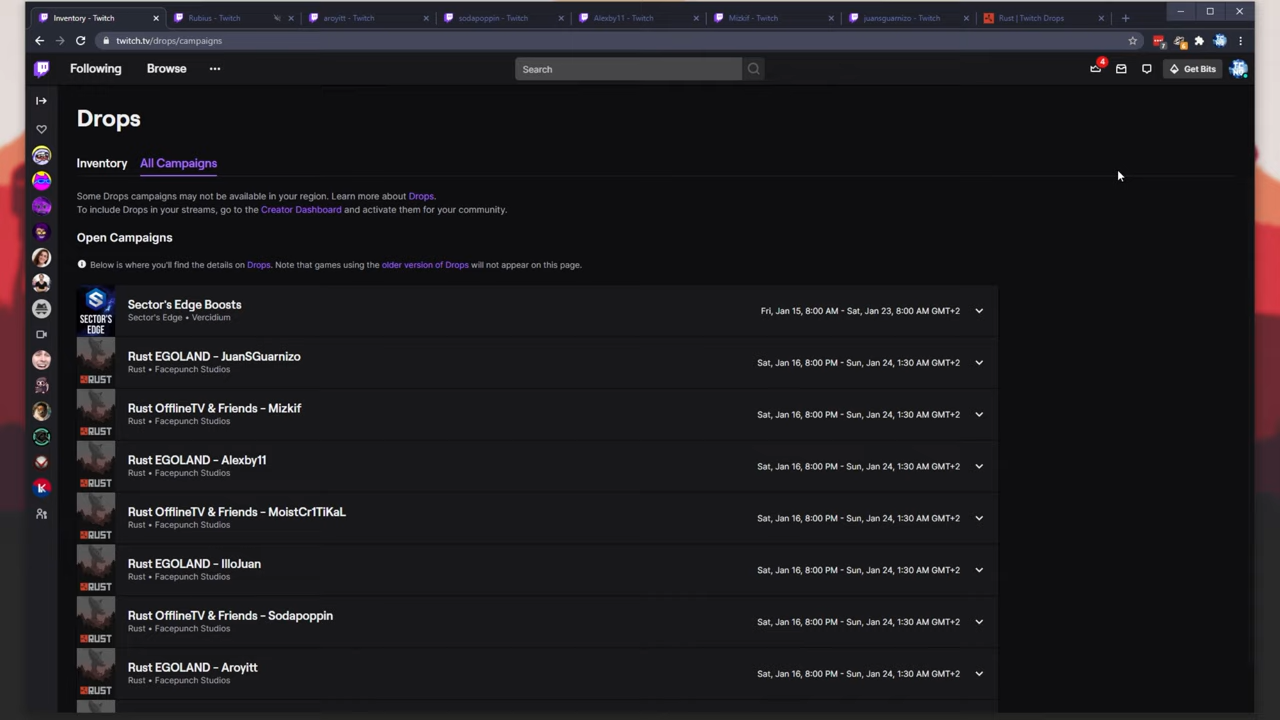 Inventory - Twitch
Rubius - Twitch
aroyitt - Twitch
sodapoppin - Twitch
Alexby11 - Twitch
Mizkif - Twitch
juansguarnizo - Twitch
Rust | Twitch Drops
twitch.tv/drops/campaigns
Following
Browse
Search
4
Get Bits
Drops
Inventory
All Campaigns
Some Drops campaigns may not be available in your region. Learn more about Drops.
To include Drops in your streams, go to the Creator Dashboard and activate them for your community.
Open Campaigns
Below is where you'll find the details on Drops. Note that games using the older version of Drops will not appear on this page.
SECTOR'S
EDGE
Sector's Edge Boosts
Sector's Edge • Vercidium
Fri, Jan 15, 8:00 AM - Sat, Jan 23, 8:00 AM GMT+2
RUST
Rust EGOLAND - JuanSGuarnizo
Rust • Facepunch Studios
Sat, Jan 16, 8:00 PM - Sun, Jan 24, 1:30 AM GMT+2
RUST
Rust OfflineTV & Friends - Mizkif
Rust • Facepunch Studios
Sat, Jan 16, 8:00 PM - Sun, Jan 24, 1:30 AM GMT+2
RUST
Rust EGOLAND - Alexby11
Rust • Facepunch Studios
Sat, Jan 16, 8:00 PM - Sun, Jan 24, 1:30 AM GMT+2
RUST
Rust OfflineTV & Friends - MoistCr1TiKaL
Rust • Facepunch Studios
Sat, Jan 16, 8:00 PM - Sun, Jan 24, 1:30 AM GMT+2
RUST
Rust EGOLAND - IlloJuan
Rust • Facepunch Studios
Sat, Jan 16, 8:00 PM - Sun, Jan 24, 1:30 AM GMT+2
RUST
Rust OfflineTV & Friends - Sodapoppin
Rust • Facepunch Studios
Sat, Jan 16, 8:00 PM - Sun, Jan 24, 1:30 AM GMT+2
RUST
Rust EGOLAND - Aroyitt
Rust • Facepunch Studios
Sat, Jan 16, 8:00 PM - Sun, Jan 24, 1:30 AM GMT+2
RUST